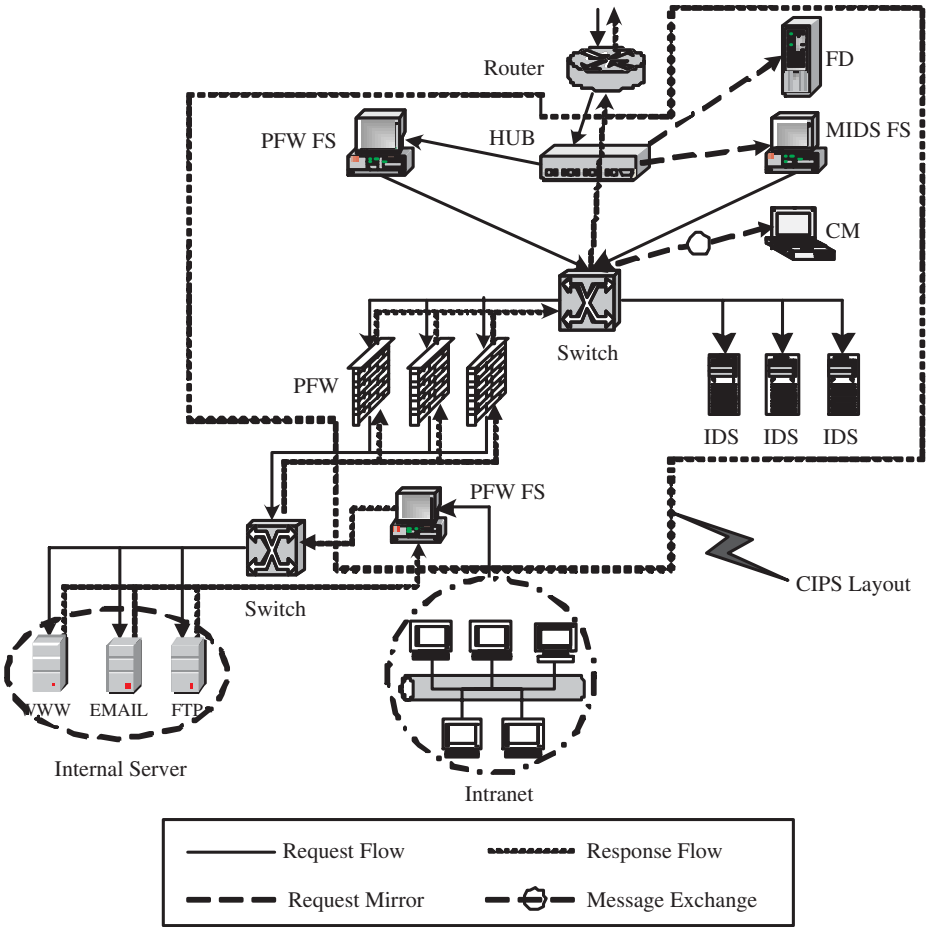 Router
FD
PFW FS
HUB
MIDS FS
CM
Switch
PFW
IDS
IDS
IDS
PFW FS
Switch
CIPS Layout
WWW
EMAIL
FTP
Internal Server
Intranet
Request Flow
Response Flow
Request Mirror
Message Exchange